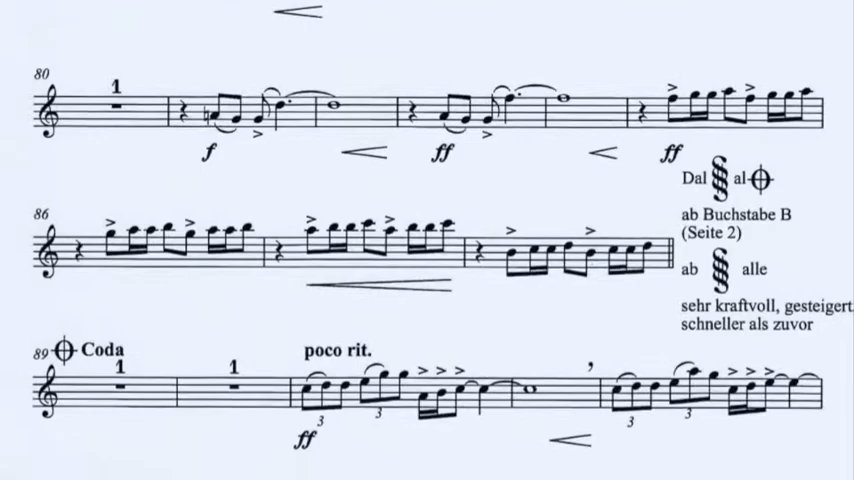 80
1
f
ff
ff
Dal al
ab Buchstabe B
(Seite 2)
ab alle
sehr kraftvoll, gesteigert
schneller als zuvor
86
89 Coda
1
1
poco rit.
3
3
3
3
ff